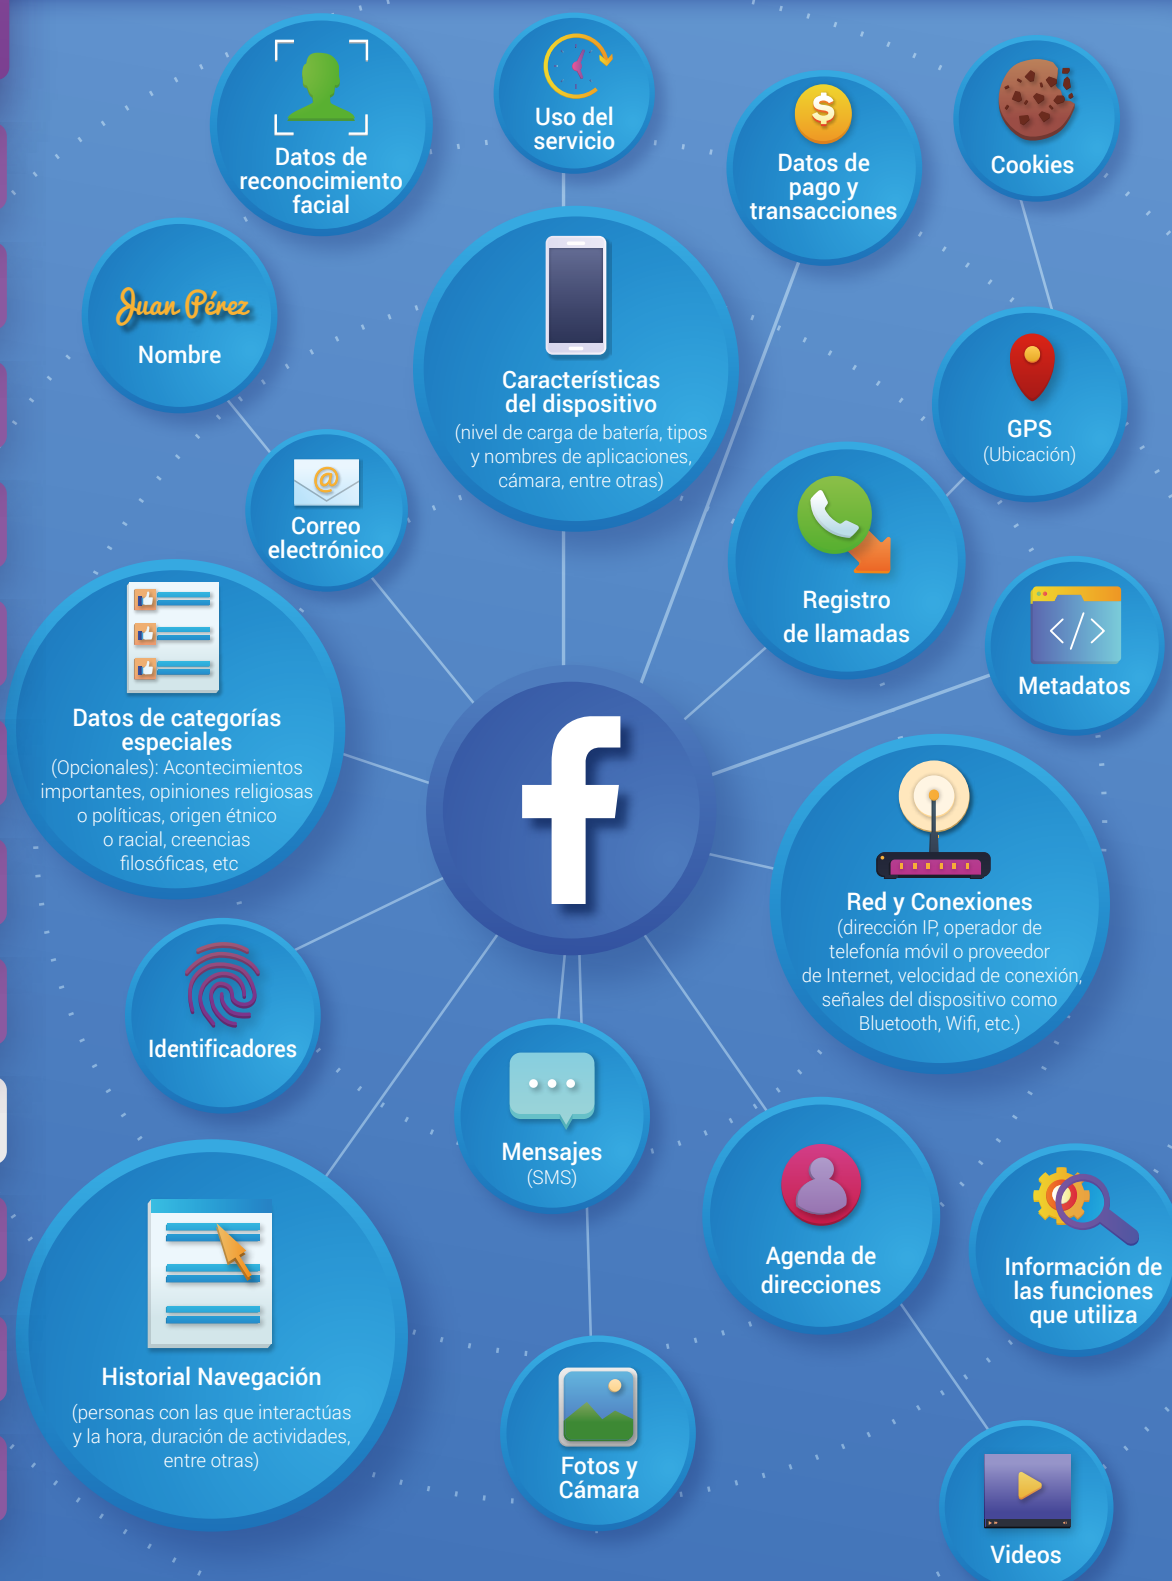 Datos de
reconocimiento
facial
Uso del
servicio
$
Datos de
pago y
transacciones
Cookies
Juan Pérez
Nombre
Características
del dispositivo
(nivel de carga de batería, tipos
y nombres de aplicaciones,
cámara, entre otras)
GPS
(Ubicación)
@
Correo
electrónico
Registro
de llamadas
</>
Metadatos
Datos de categorías
especiales
(Opcionales): Acontecimientos
importantes, opiniones religiosas
o políticas, origen étnico
o racial, creencias
filosóficas, etc
f
Red y Conexiones
(dirección IP, operador de
telefonía móvil o proveedor
de Internet, velocidad de conexión,
señales del dispositivo como
Bluetooth, Wifi, etc.)
Identificadores
Mensajes
(SMS)
Agenda de
direcciones
Información de
las funciones
que utiliza
Historial Navegación
(personas con las que interactúas
y la hora, duración de actividades,
entre otras)
Fotos y
Cámara
Videos